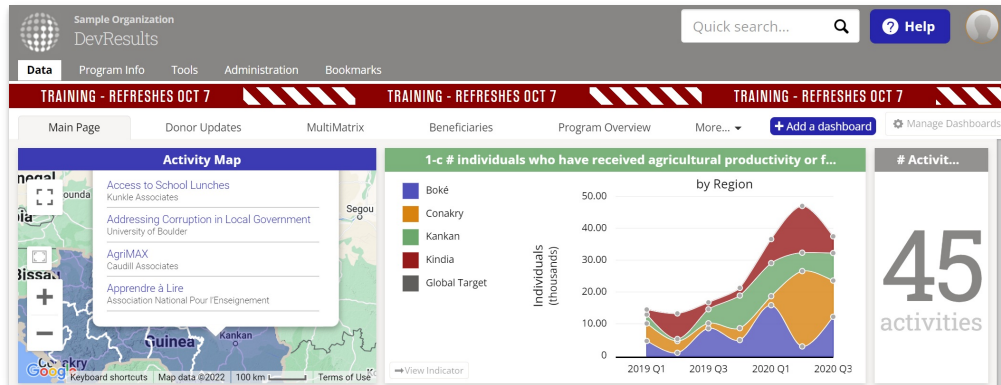 Sample Organization
DevResults
Quick search...
Help
Data Program Info Tools Administration Bookmarks
TRAINING - REFRESHES OCT 7 TRAINING - REFRESHES OCT 7 TRAINING - REFRESHES OCT 7
Main Page Donor Updates MultiMatrix Beneficiaries Program Overview More... + Add a dashboard Manage Dashboards
Activity Map
Access to School Lunches
Kunkle Associates
Addressing Corruption in Local Government
University of Boulder
AgriMAX
Caudill Associates
Apprendre à Lire
Association National Pour l'Enseignement
Segou
Bissau
Guinea
Kankan
Google
Keyboard shortcuts Map data ©2022 100 km Terms of Use
1-c # individuals who have received agricultural productivity or f...
Boké
Conakry
Kankan
Kindia
Global Target
by Region
Individuals
(thousands)
50.00
40.00
30.00
20.00
10.00
0
2019 Q1 2019 Q3 2020 Q1 2020 Q3
View Indicator
# Activit...
45
activities